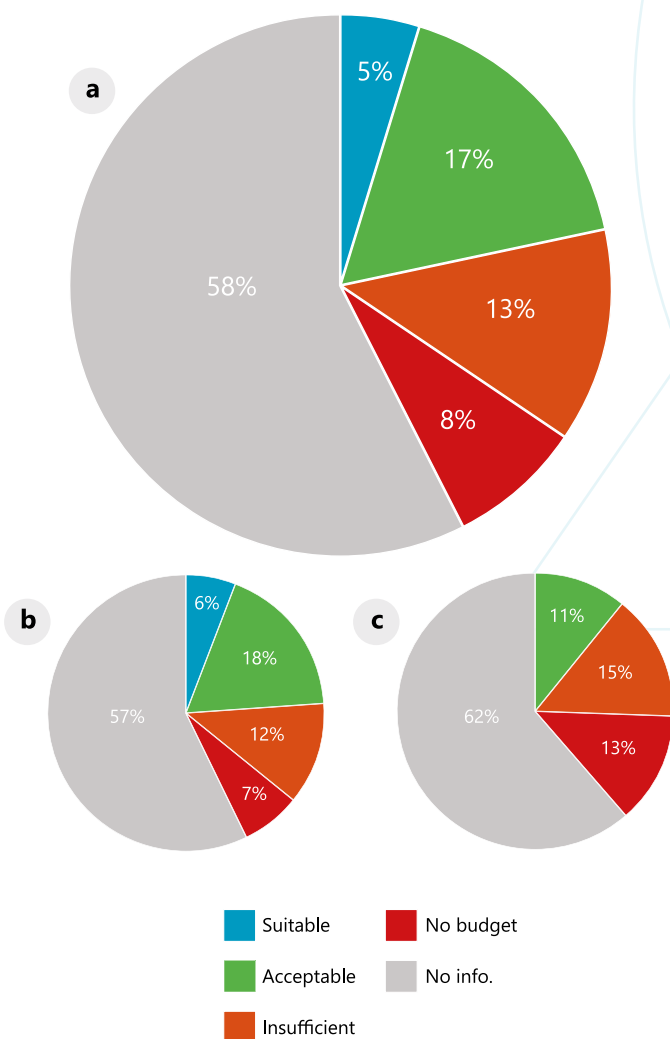 a
5%
17%
58%
13%
8%
b
6%
18%
57%
12%
7%
c
11%
15%
62%
13%
Suitable
No budget
Acceptable
No info.
Insufficient